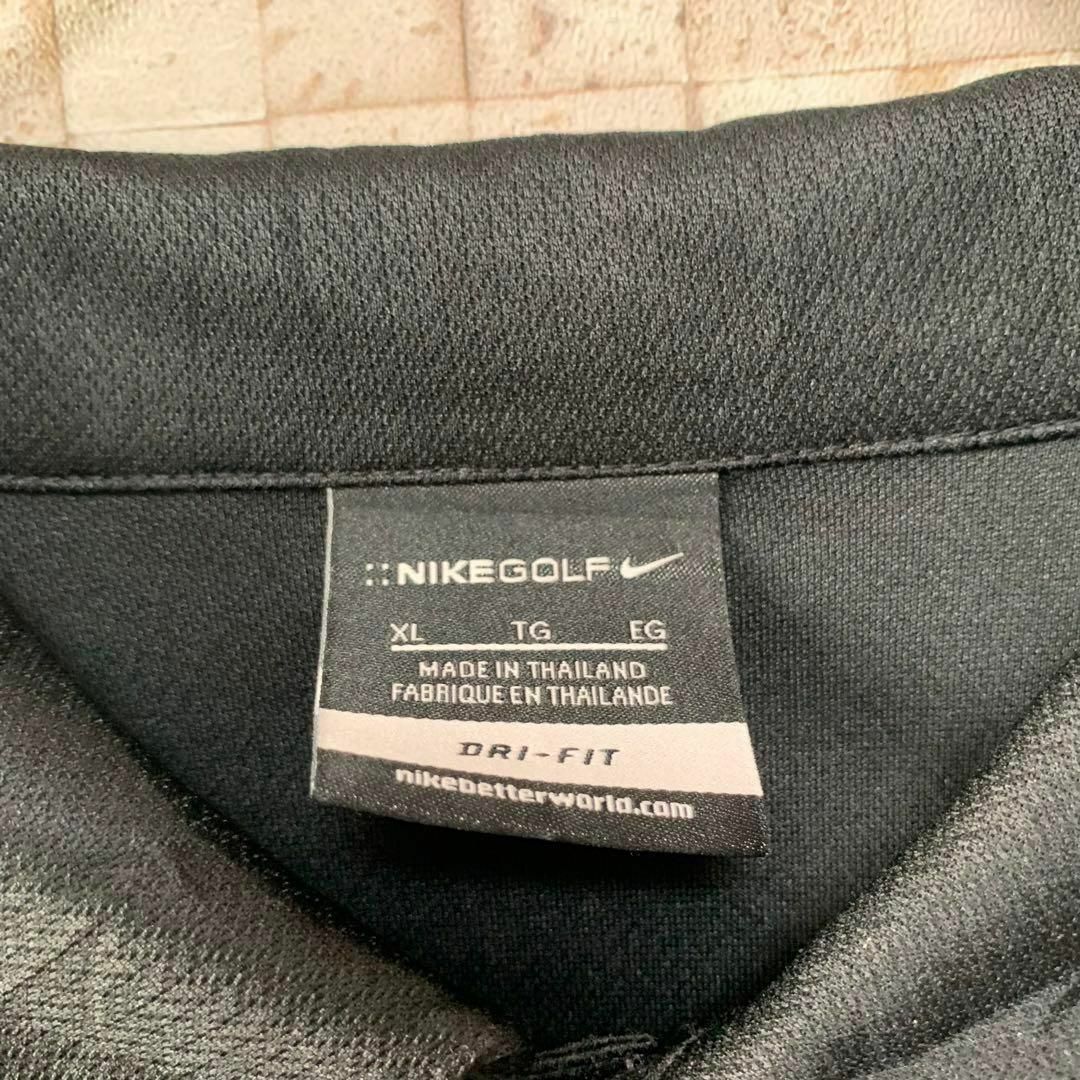 NIKEGOLF
XL TG EG
MADE IN THAILAND
FABRIQUE EN THAILANDE
DRI-FIT
nikebetterworld.com